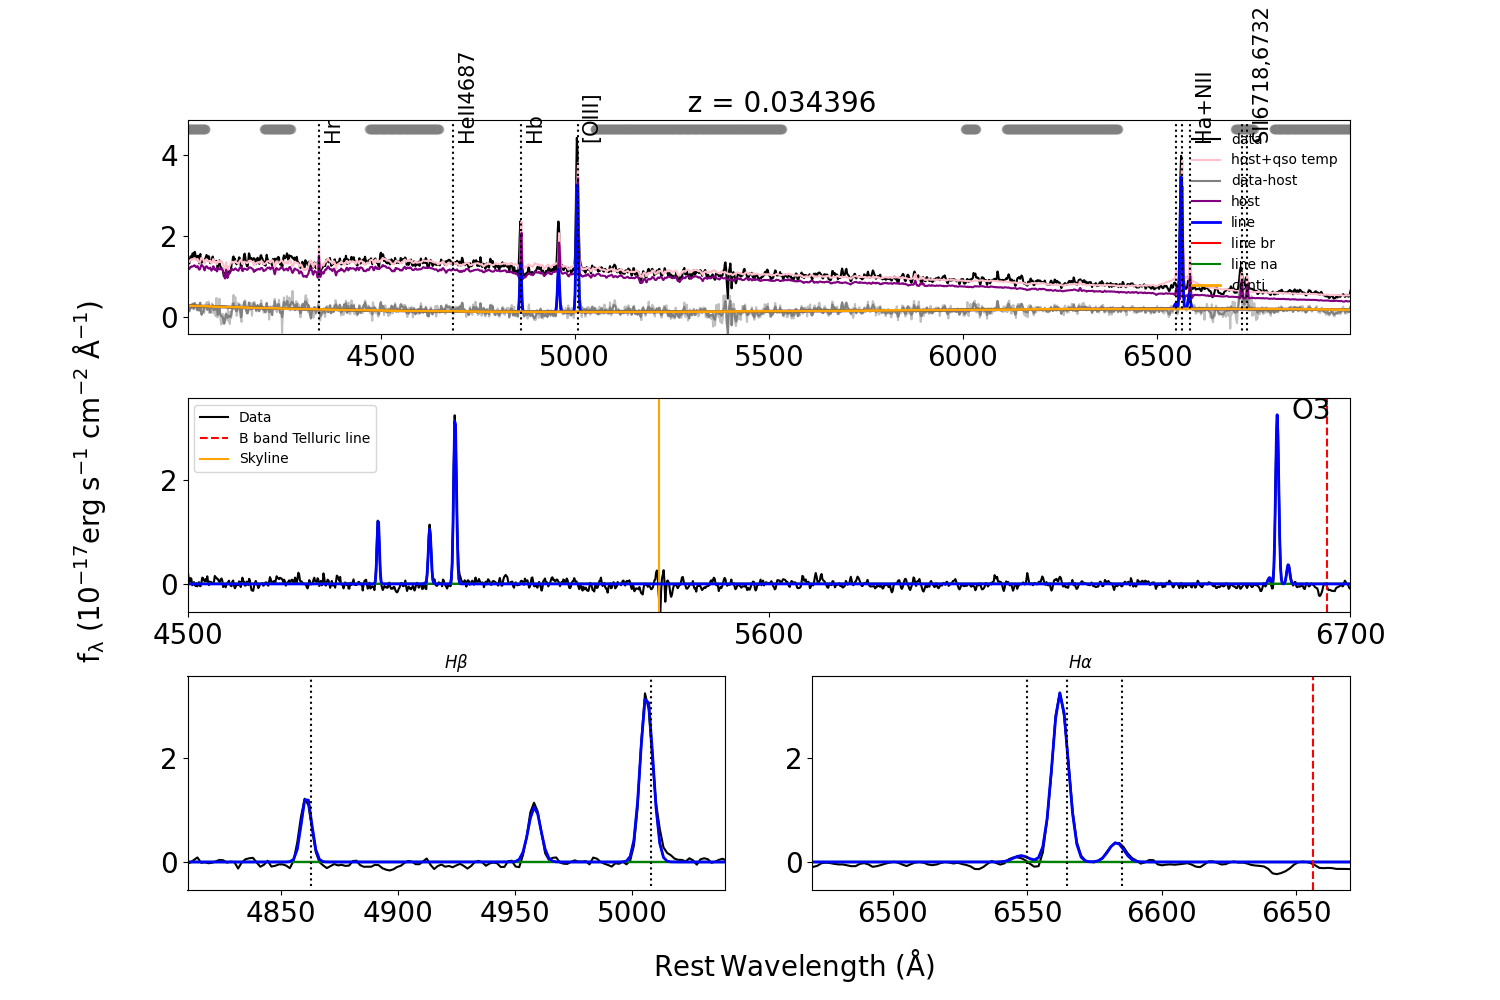 z = 0.034396
Hr
HeII4687
Hb
[OIII]
Ha+NII
SII6718,6732
data
host+qso temp
data-host
host
line
line br
line na
conti
4
2
0
4500
5000
5500
6000
6500
fλ (10⁻¹⁷erg s⁻¹ cm⁻² Å⁻¹)
Data
B band Telluric line
Skyline
O3
2
0
4500
5600
6700
Hβ
2
0
4850
4900
4950
5000
Hα
2
0
6500
6550
6600
6650
Rest Wavelength (Å)